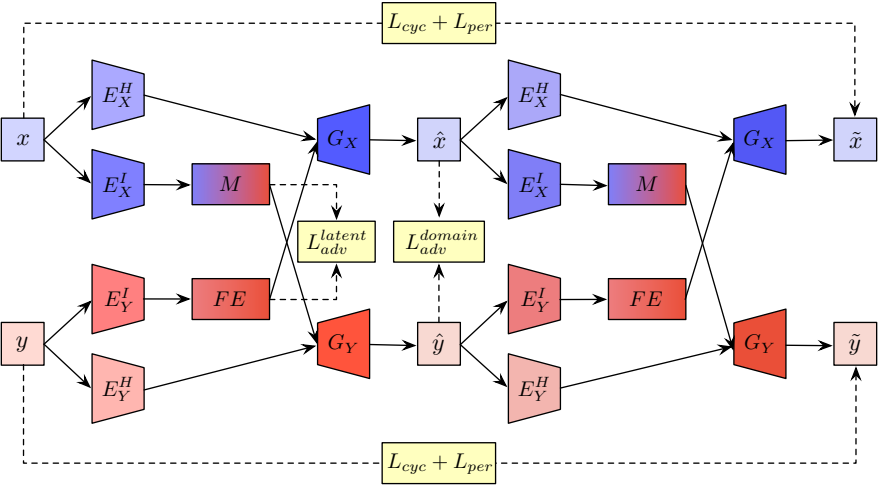 L_{cyc} + L_{per}
E_X^H
E_X^H
x
G_X
x̂
G_X
x̃
E_X^I
M
E_X^I
M
L_{adv}^{latent}
L_{adv}^{domain}
E_Y^I
FE
E_Y^I
FE
y
G_Y
ŷ
G_Y
ỹ
E_Y^H
E_Y^H
L_{cyc} + L_{per}